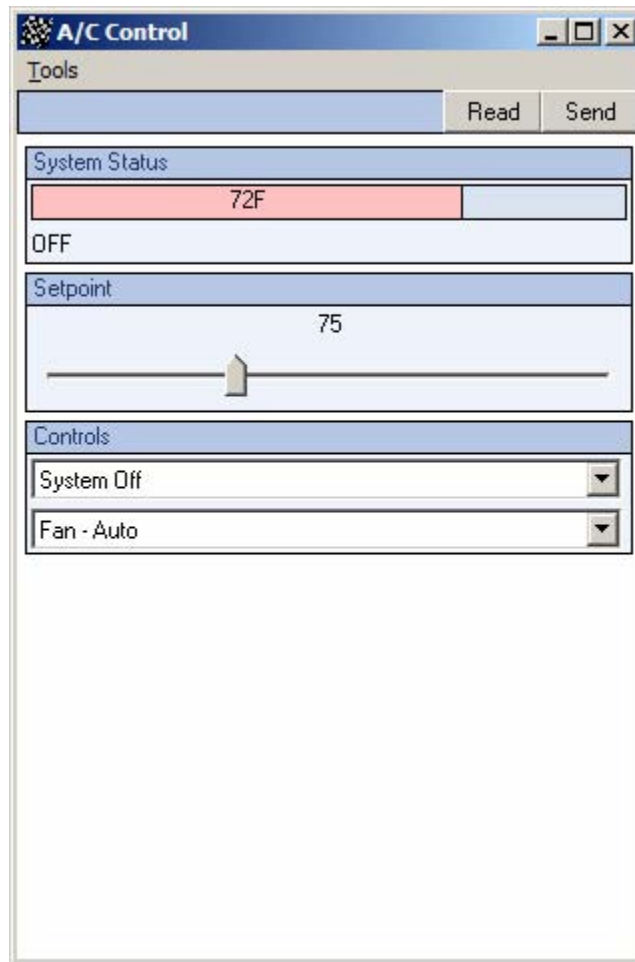 A/C Control
Tools
Read Send
System Status
72F
OFF
Setpoint
75
Controls
System Off
Fan - Auto